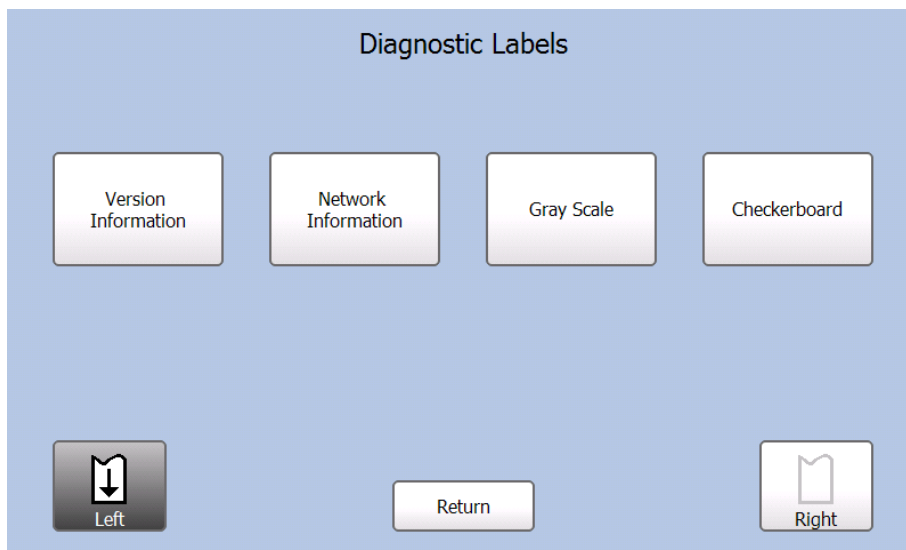 Diagnostic Labels
Version
Information
Network
Information
Gray Scale
Checkerboard
Left
Return
Right